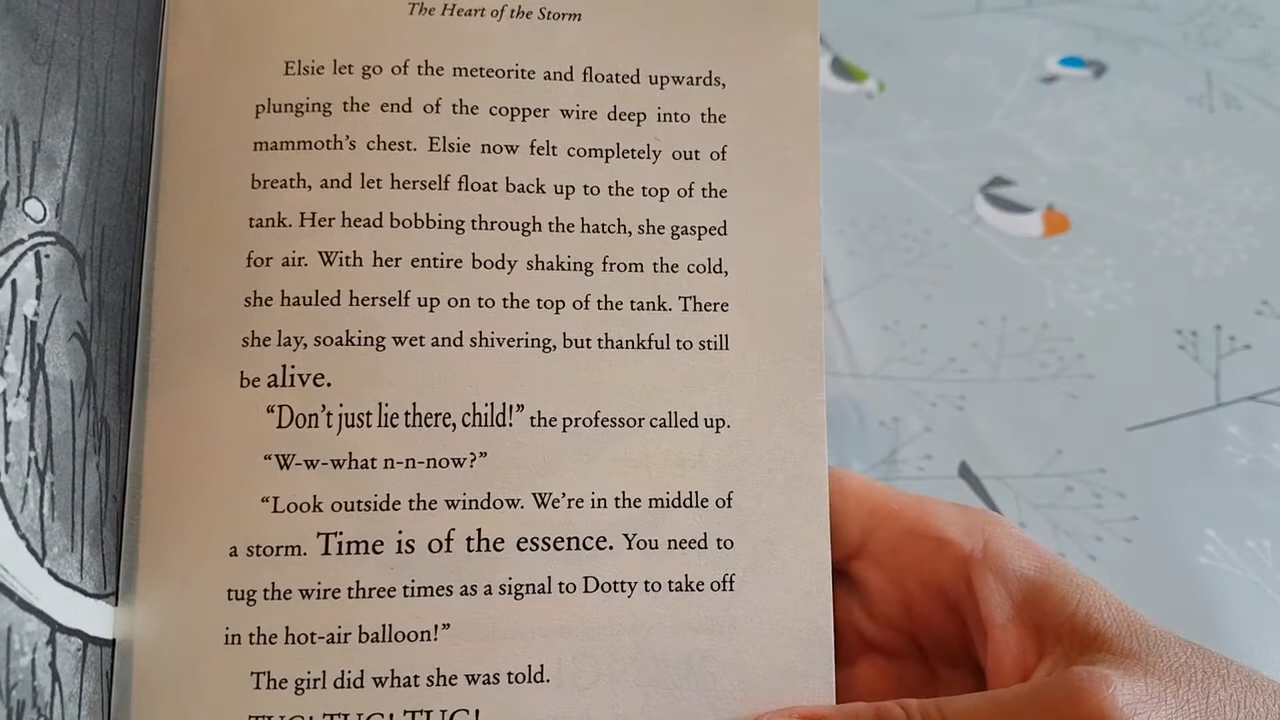 The Heart of the Storm
Elsie let go of the meteorite and floated upwards,
plunging the end of the copper wire deep into the
mammoth’s chest. Elsie now felt completely out of
breath, and let herself float back up to the top of the
tank. Her head bobbing through the hatch, she gasped
for air. With her entire body shaking from the cold,
she hauled herself up on to the top of the tank. There
she lay, soaking wet and shivering, but thankful to still
be alive.
“Don’t just lie there, child!” the professor called up.
“W-w-what n-n-now?”
“Look outside the window. We’re in the middle of
a storm. Time is of the essence. You need to
tug the wire three times as a signal to Dotty to take off
in the hot-air balloon!”
The girl did what she was told.
TUG! TUG! TUG!